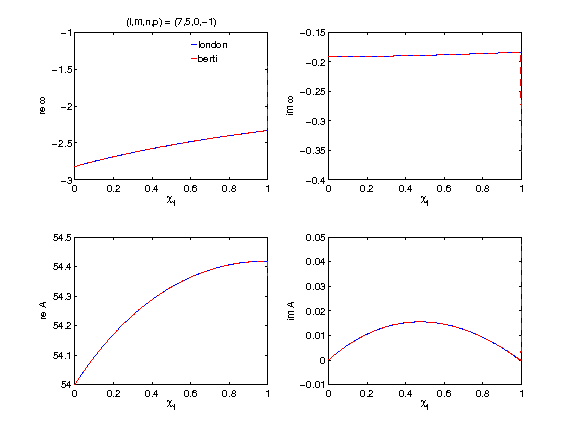 (l,m,n,p) = (7,5,0,−1)
−1
−1.5
−2
−2.5
−3
re ω
0 0.2 0.4 0.6 0.8 1
χf
london
berti
−0.15
−0.2
−0.25
−0.3
−0.35
−0.4
im ω
0 0.2 0.4 0.6 0.8 1
χf
54.5
54.4
54.3
54.2
54.1
54
re A
0 0.2 0.4 0.6 0.8 1
χf
0.05
0.04
0.03
0.02
0.01
0
−0.01
im A
0 0.2 0.4 0.6 0.8 1
χf